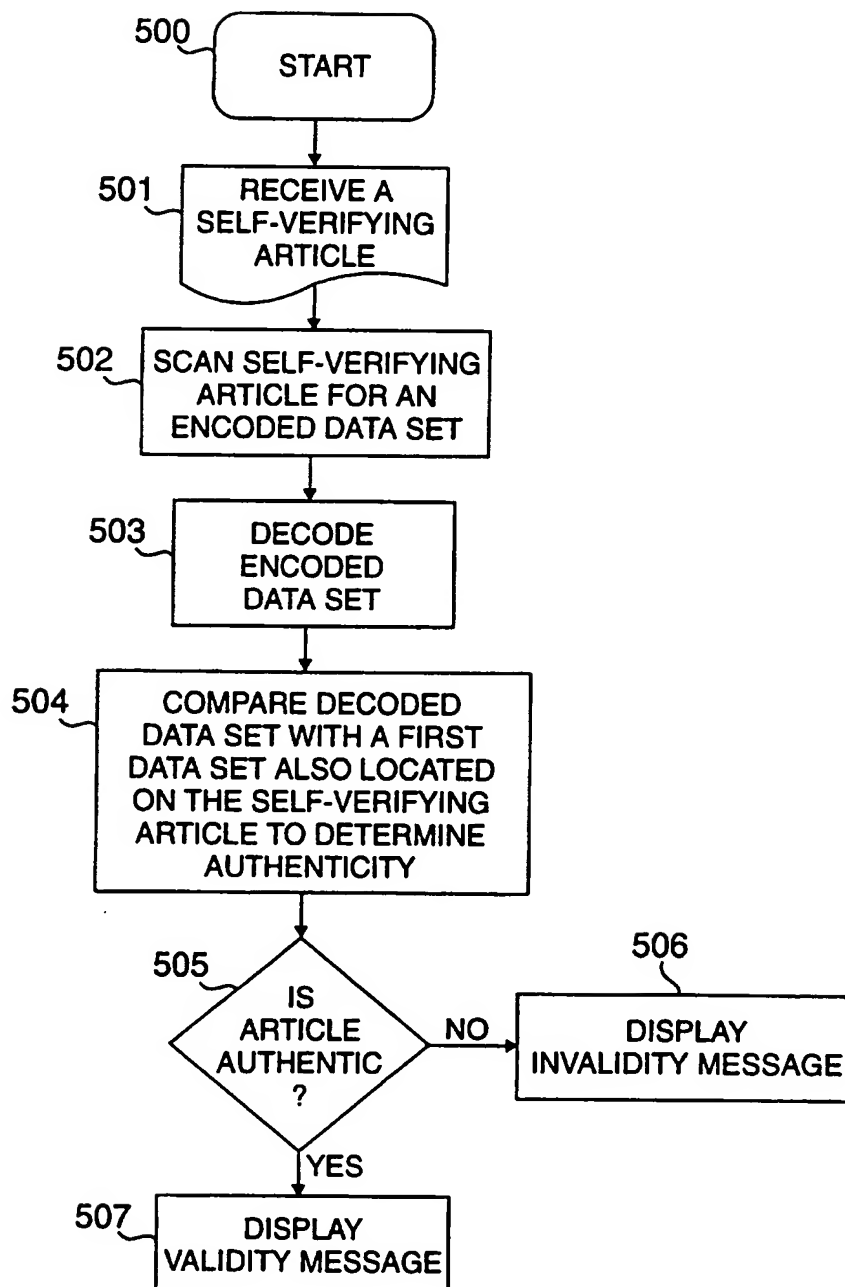 500
START
501
RECEIVE A
SELF-VERIFYING
ARTICLE
502
SCAN SELF-VERIFYING
ARTICLE FOR AN
ENCODED DATA SET
503
DECODE
ENCODED
DATA SET
504
COMPARE DECODED
DATA SET WITH A FIRST
DATA SET ALSO LOCATED
ON THE SELF-VERIFYING
ARTICLE TO DETERMINE
AUTHENTICITY
505
IS
ARTICLE
AUTHENTIC
?
NO
506
DISPLAY
INVALIDITY MESSAGE
YES
507
DISPLAY
VALIDITY MESSAGE